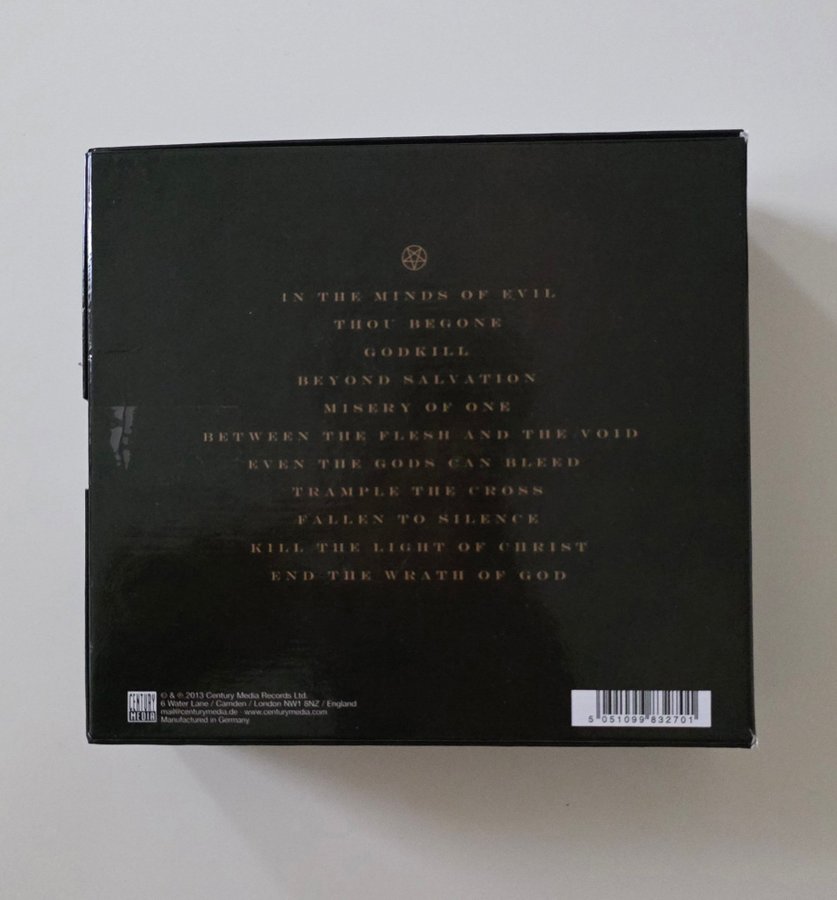 IN THE MINDS OF EVIL
THOU BEGONE
GODKILL
BEYOND SALVATION
MISERY OF ONE
BETWEEN THE FLESH AND THE VOID
EVEN THE GODS CAN BLEED
TRAMPLE THE CROSS
FALLEN TO SILENCE
KILL THE LIGHT OF CHRIST
END THE WRATH OF GOD
CENTURY
MEDIA
© & ℗ 2013 Century Media Records Ltd.
6 Water Lane / Camden / London NW1 8NZ / England
mail@centurymedia.de · www.centurymedia.com
Manufactured in Germany
5 051099 832701